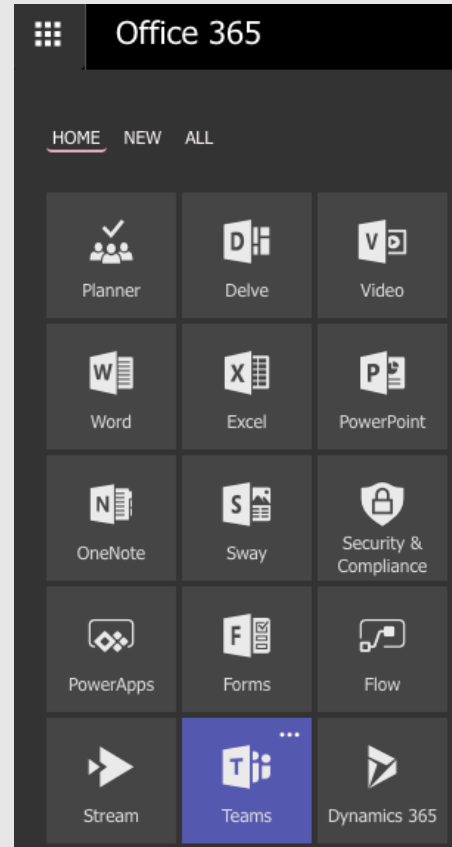 Office 365
HOME NEW ALL
Planner Delve Video
Word Excel PowerPoint
OneNote Sway Security &
Compliance
PowerApps Forms Flow
Stream Teams Dynamics 365